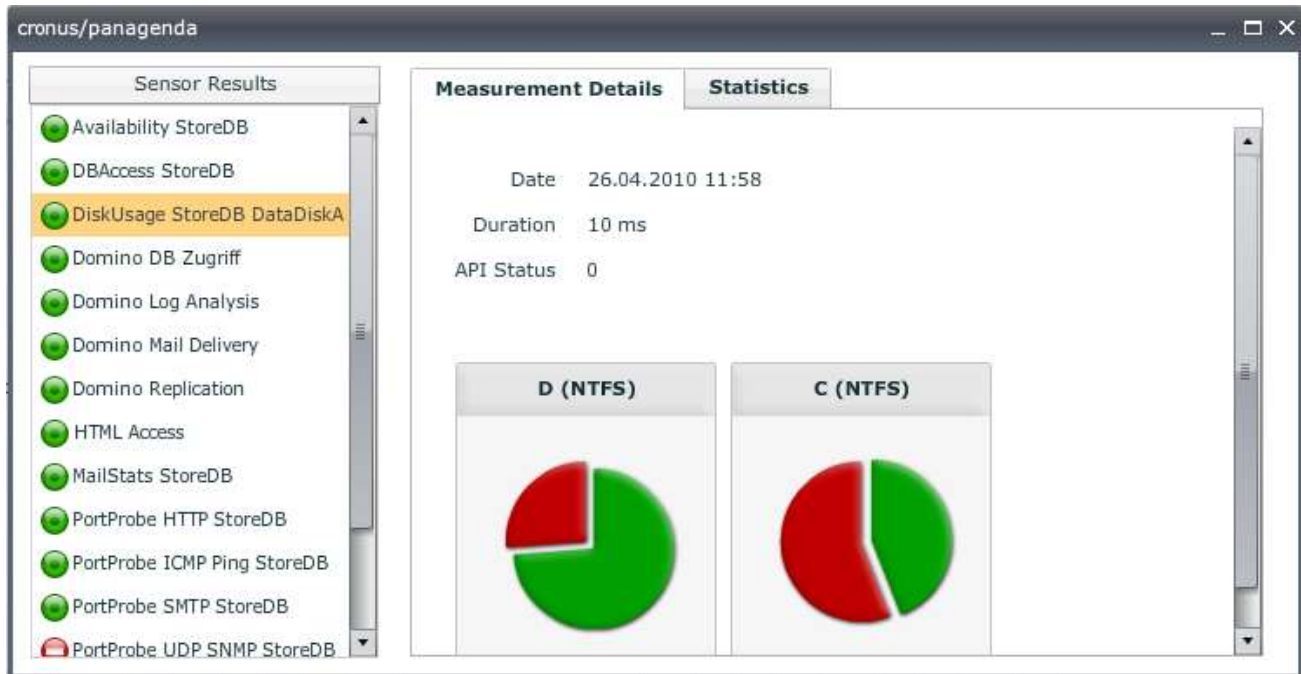 cronus/panagenda
Sensor Results
Availability StoreDB
DBAccess StoreDB
DiskUsage StoreDB DataDiskA
Domino DB Zugriff
Domino Log Analysis
Domino Mail Delivery
Domino Replication
HTML Access
MailStats StoreDB
PortProbe HTTP StoreDB
PortProbe ICMP Ping StoreDB
PortProbe SMTP StoreDB
PortProbe UDP SNMP StoreDB
Measurement Details
Statistics
Date 26.04.2010 11:58
Duration 10 ms
API Status 0
D (NTFS)
C (NTFS)